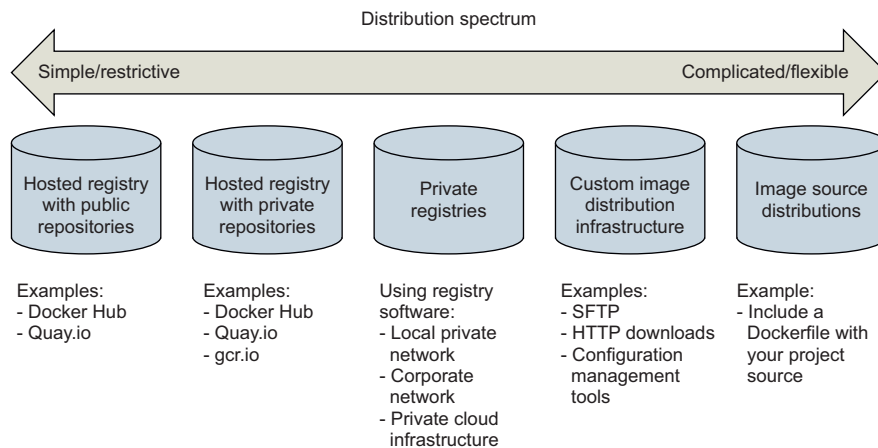 Distribution spectrum
Simple/restrictive
Complicated/flexible
Hosted registry
with public
repositories
Hosted registry
with private
repositories
Private
registries
Custom image
distribution
infrastructure
Image source
distributions
Examples:
- Docker Hub
- Quay.io
Examples:
- Docker Hub
- Quay.io
- gcr.io
Using registry
software:
- Local private
network
- Corporate
network
- Private cloud
infrastructure
Examples:
- SFTP
- HTTP downloads
- Configuration
management
tools
Example:
- Include a
Dockerfile with
your project
source